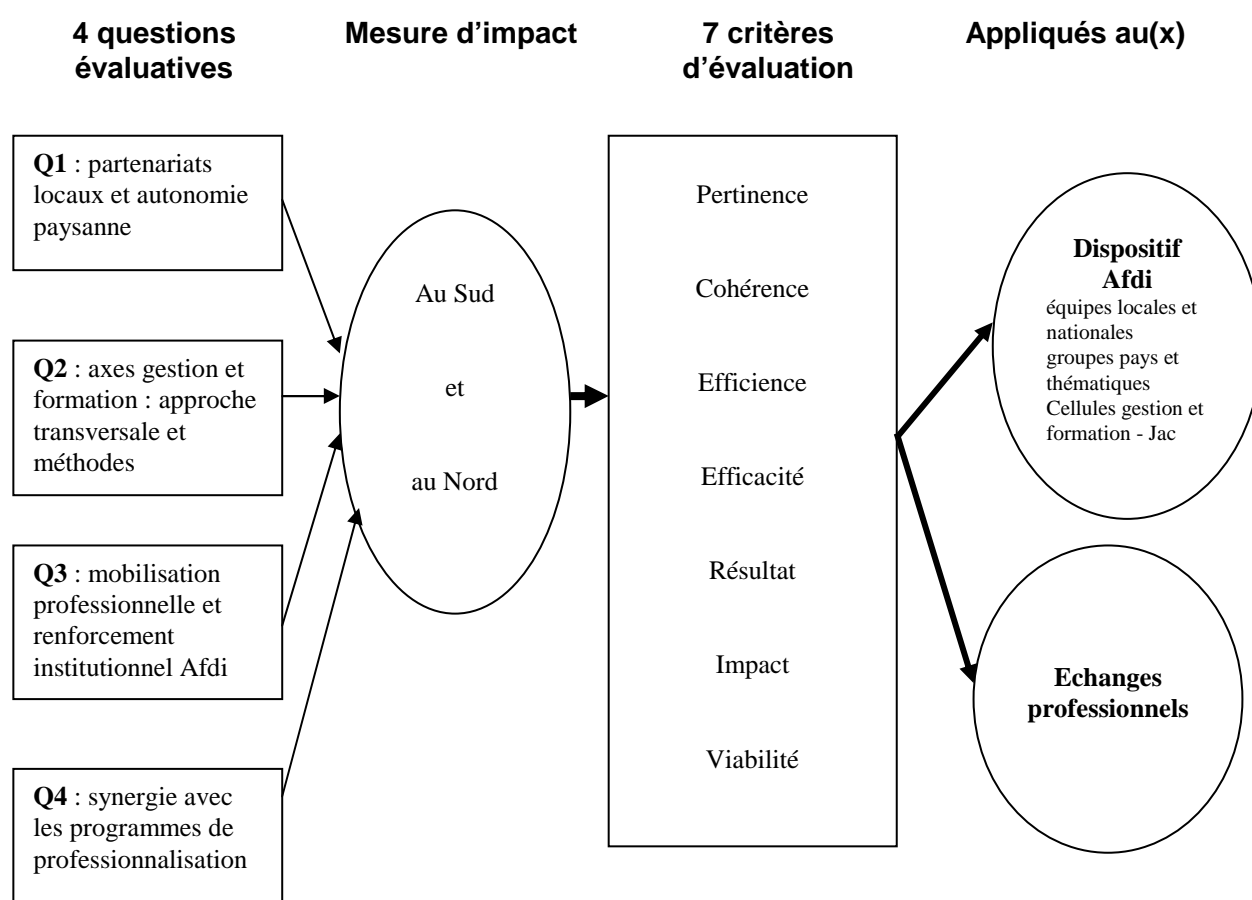 4 questions
évaluatives
Mesure d’impact
7 critères
d’évaluation
Appliqués au(x)
Q1 : partenariats
locaux et autonomie
paysanne
Q2 : axes gestion et
formation : approche
transversale et
méthodes
Q3 : mobilisation
professionnelle et
renforcement
institutionnel Afdi
Q4 : synergie avec
les programmes de
professionnalisation
Au Sud
et
au Nord
Pertinence
Cohérence
Efficience
Efficacité
Résultat
Impact
Viabilité
Dispositif
Afdi
équipes locales et
nationales
groupes pays et
thématiques
Cellules gestion et
formation - Jac
Echanges
professionnels